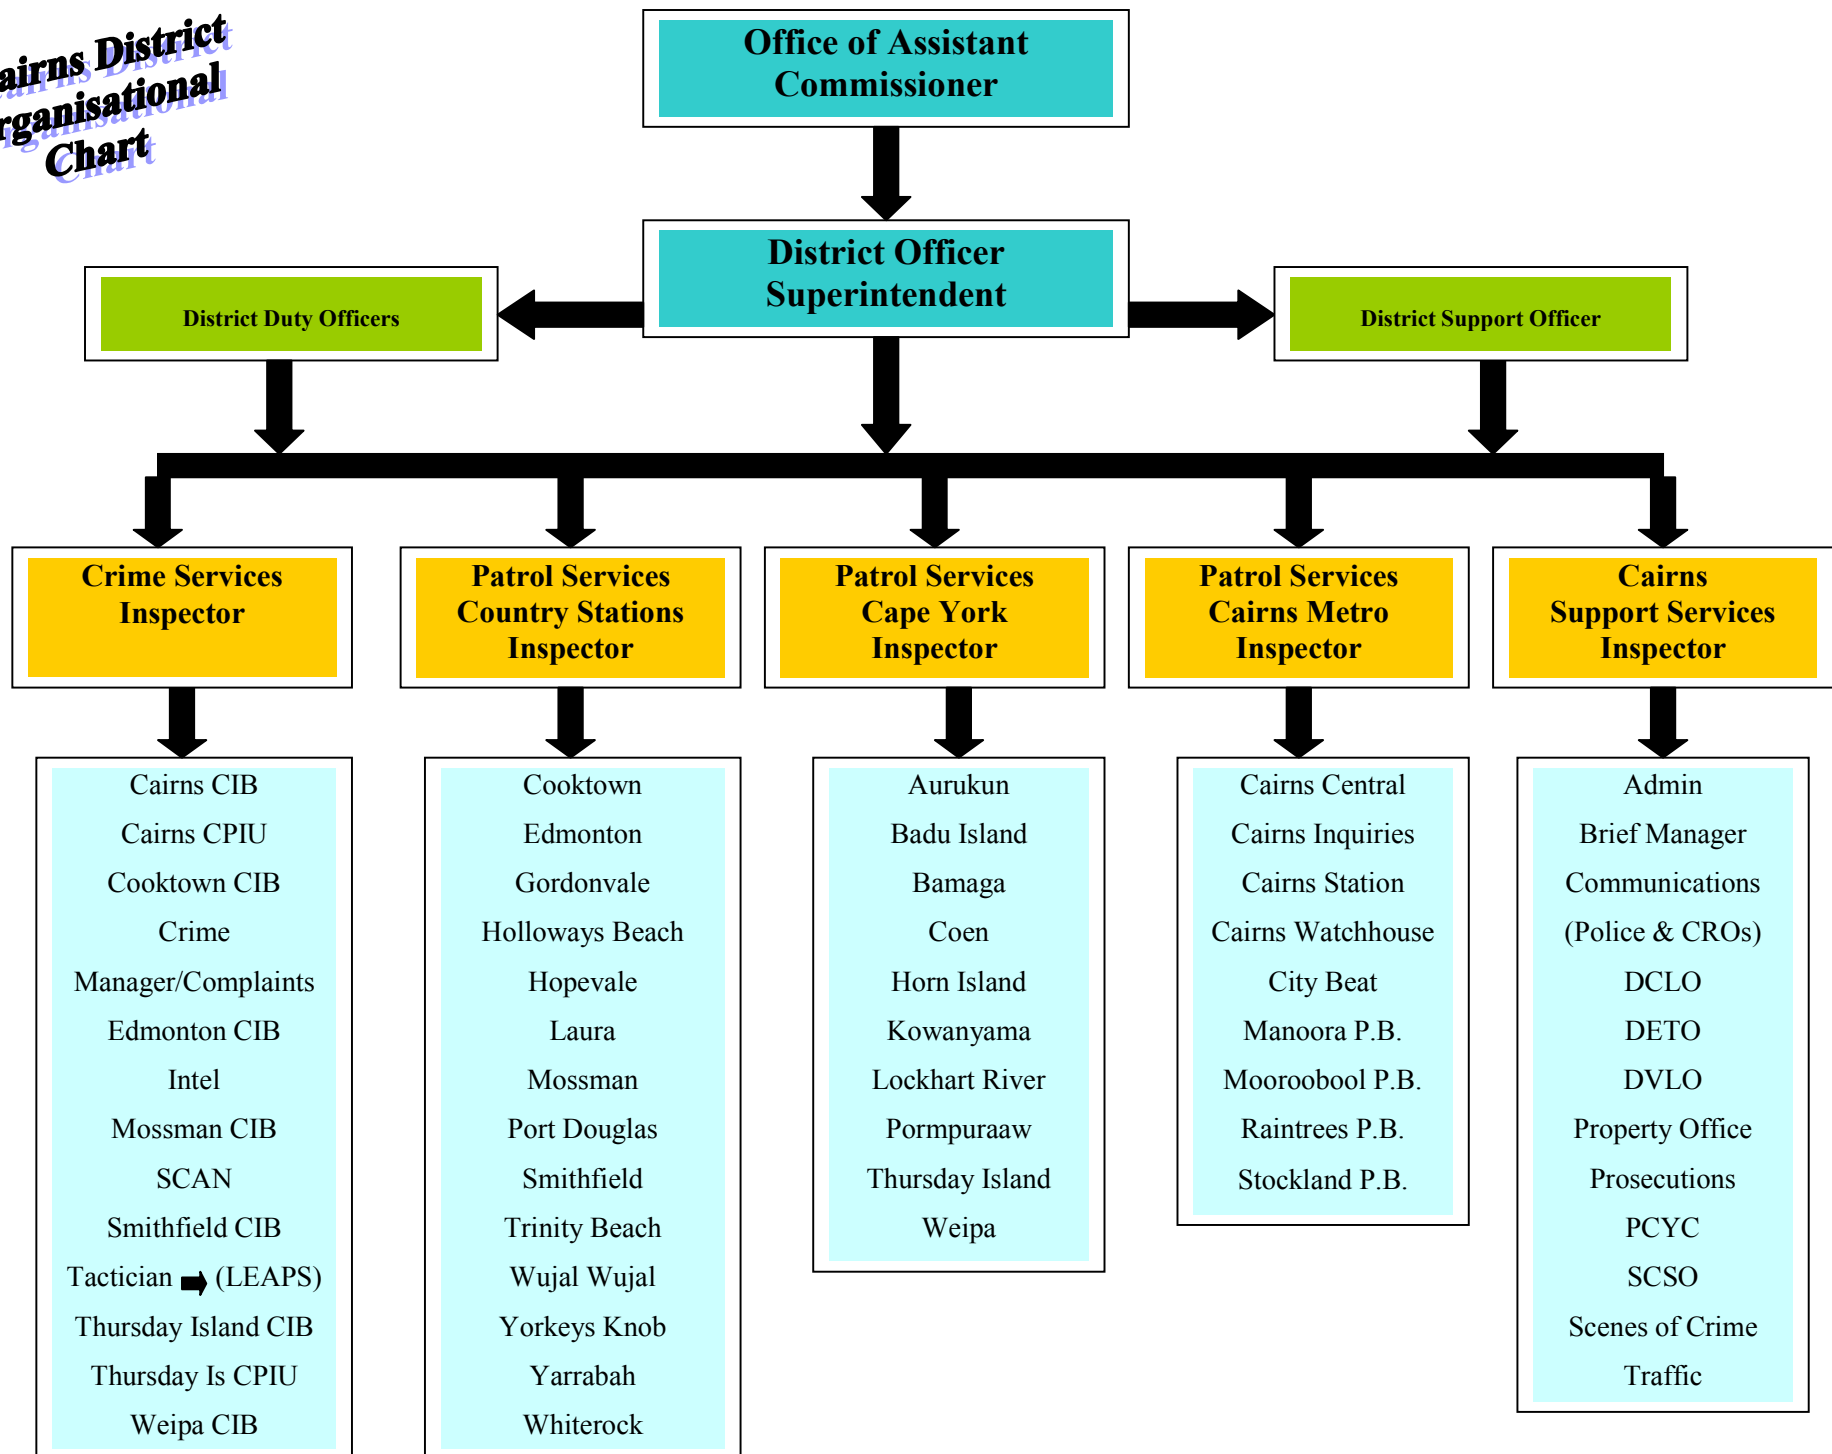 airns District
rganisational
Chart
Office of Assistant
Commissioner
District Officer
Superintendent
District Duty Officers
District Support Officer
Crime Services
Inspector
Patrol Services
Country Stations
Inspector
Patrol Services
Cape York
Inspector
Patrol Services
Cairns Metro
Inspector
Cairns
Support Services
Inspector
Cairns CIB
Cairns CPIU
Cooktown CIB
Crime
Manager/Complaints
Edmonton CIB
Intel
Mossman CIB
SCAN
Smithfield CIB
Tactician ➡ (LEAPS)
Thursday Island CIB
Thursday Is CPIU
Weipa CIB
Cooktown
Edmonton
Gordonvale
Holloways Beach
Hopevale
Laura
Mossman
Port Douglas
Smithfield
Trinity Beach
Wujal Wujal
Yorkeys Knob
Yarrabah
Whiterock
Aurukun
Badu Island
Bamaga
Coen
Horn Island
Kowanyama
Lockhart River
Pormpuraaw
Thursday Island
Weipa
Cairns Central
Cairns Inquiries
Cairns Station
Cairns Watchhouse
City Beat
Manoora P.B.
Mooroobool P.B.
Raintrees P.B.
Stockland P.B.
Admin
Brief Manager
Communications
(Police & CROs)
DCLO
DETO
DVLO
Property Office
Prosecutions
PCYC
SCSO
Scenes of Crime
Traffic